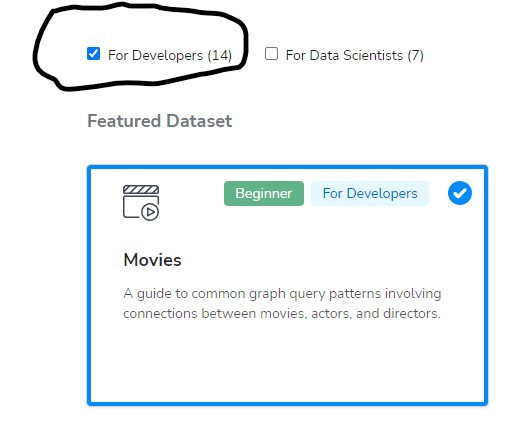 For Developers (14) For Data Scientists (7)
Featured Dataset
Beginner For Developers
Movies
A guide to common graph query patterns involving
connections between movies, actors, and directors.